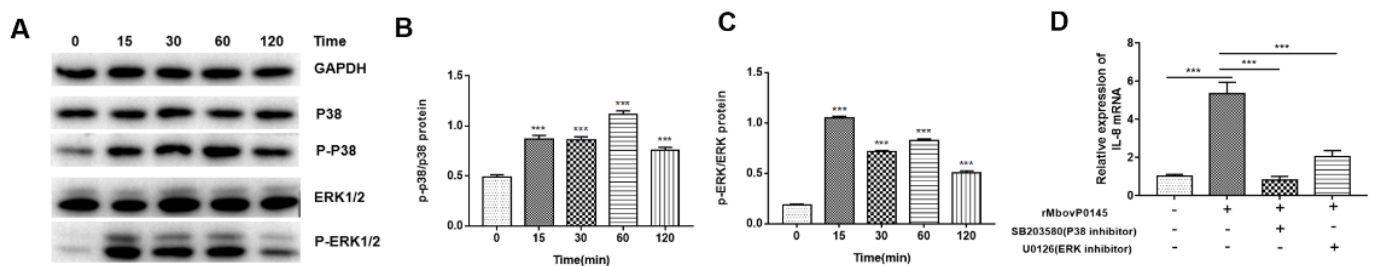 A
0 15 30 60 120 Time
GAPDH
P38
P-P38
ERK1/2
P-ERK1/2
B
p-p38/p38 protein
1.5
1.0
0.5
0.0
***
***
***
***
0 15 30 60 120
Time(min)
C
p-ERK/ERK protein
1.5
1.0
0.5
0.0
***
***
***
***
0 15 30 60 120
Time(min)
D
Relative expression of
IL-8 mRNA
8
6
4
2
0
***
***
***
rMbovP0145 - + + +
SB203580(P38 inhibitor) - - + -
U0126(ERK inhibitor) - - - +